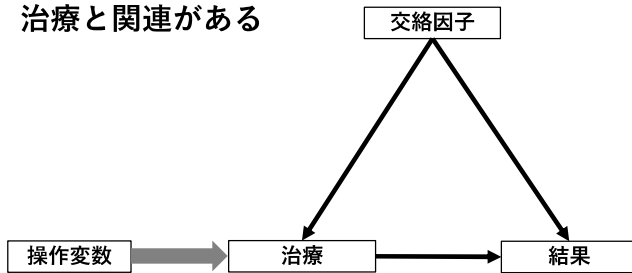 治療と関連がある
交絡因子
操作変数
治療
結果